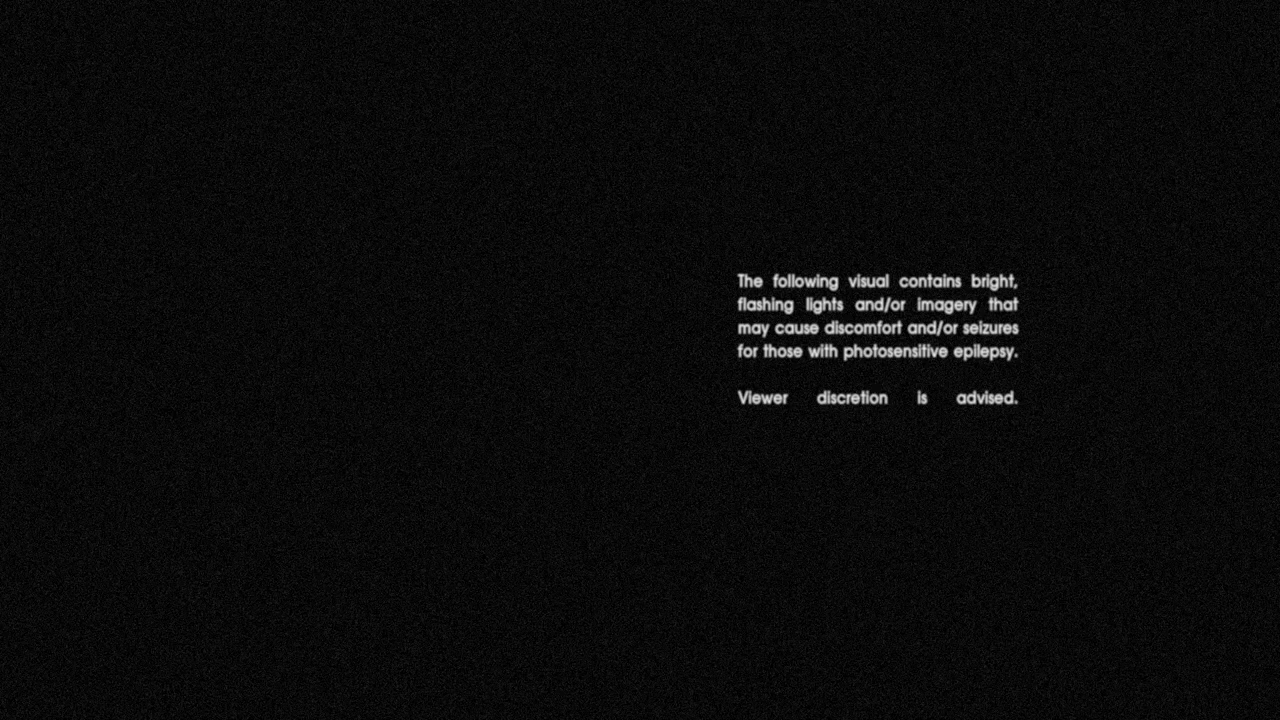 The following visual contains bright,
flashing lights and/or imagery that
may cause discomfort and/or seizures
for those with photosensitive epilepsy.
Viewer discretion is advised.